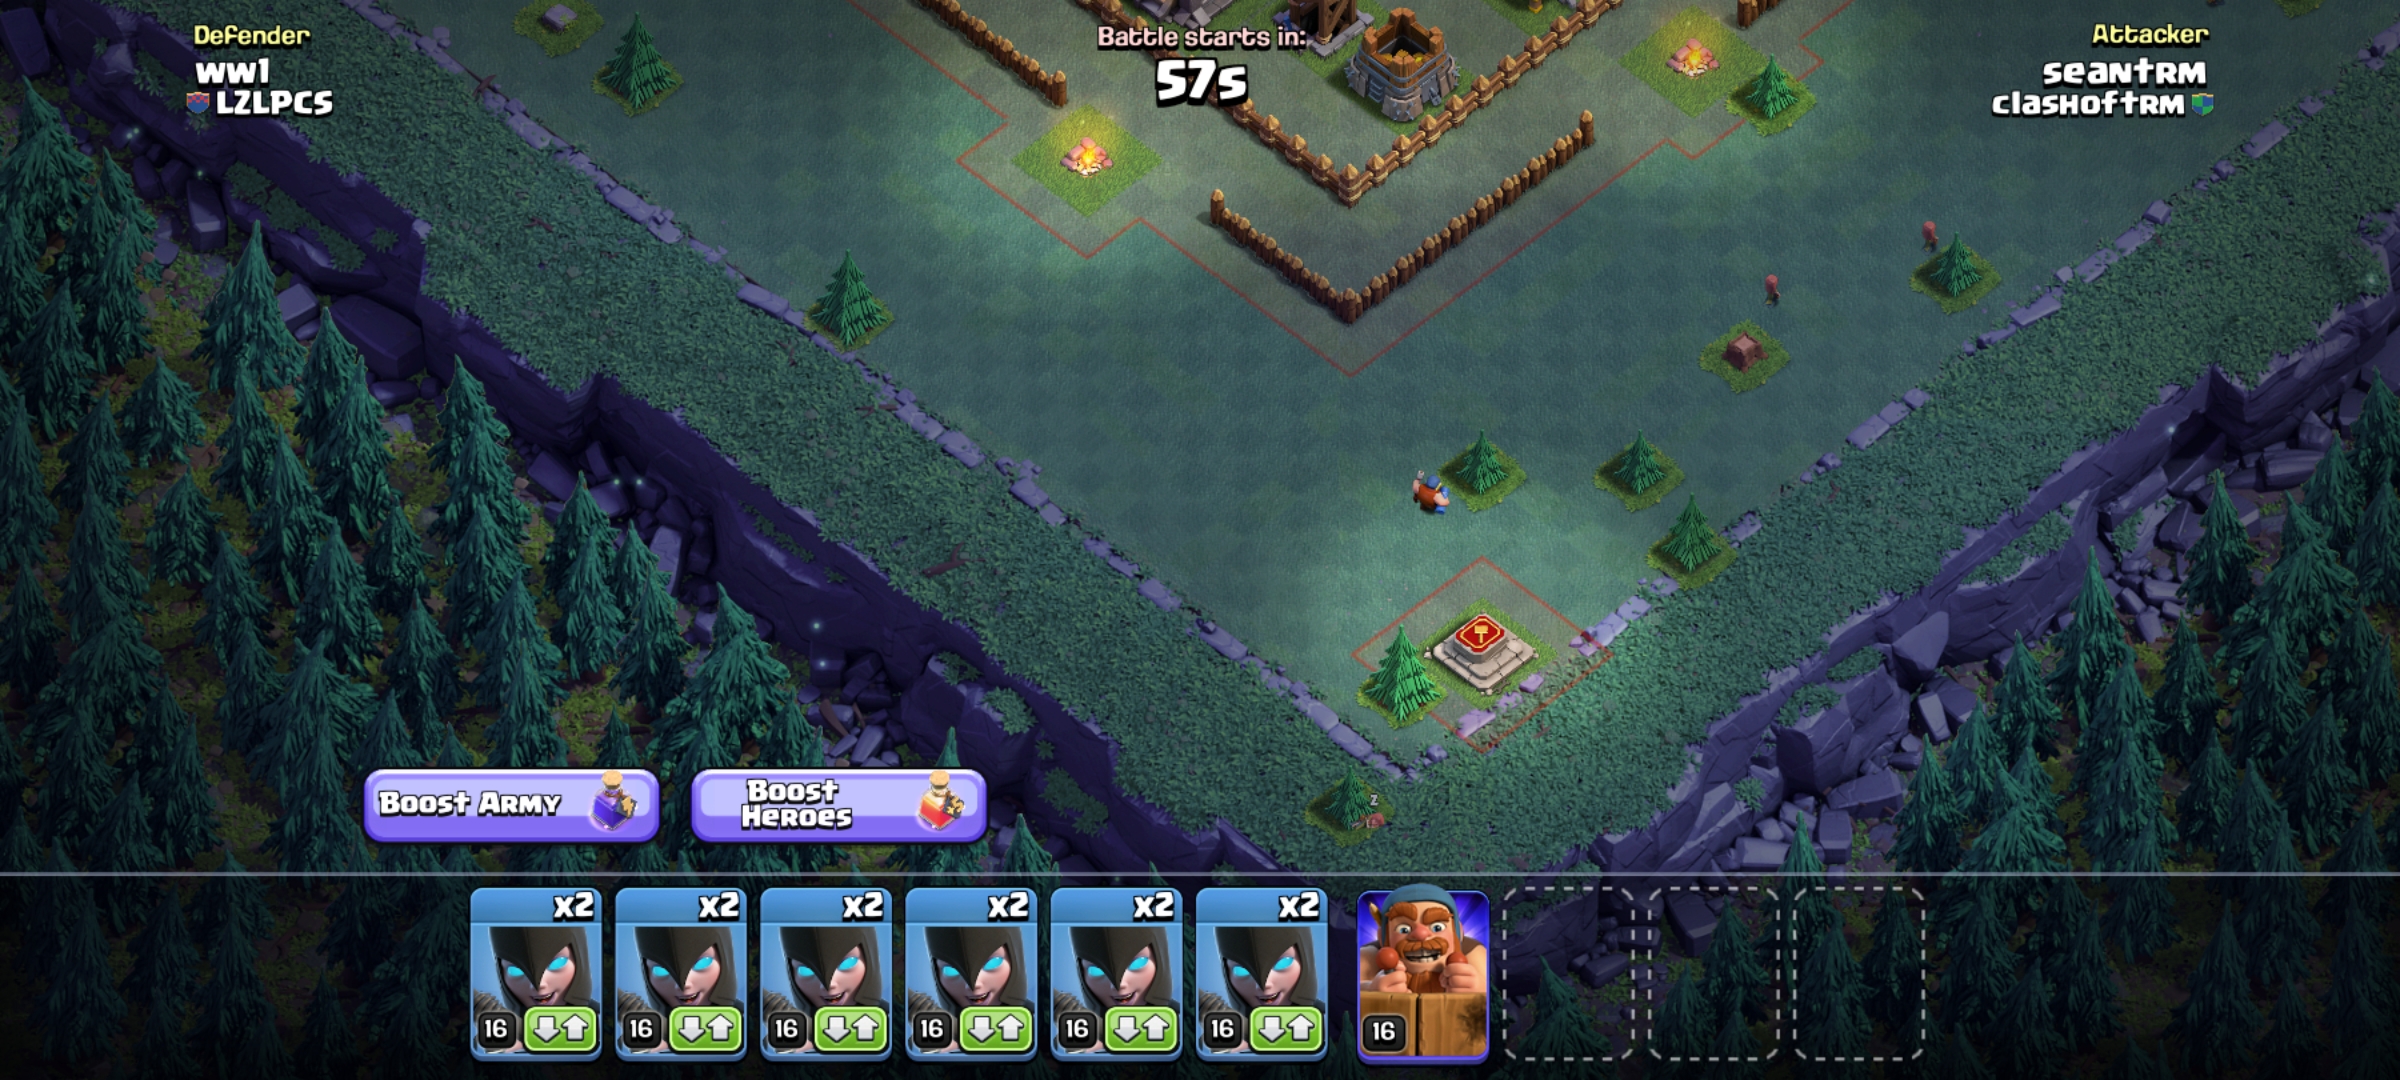 Defender
ww1
LZLPCS
Battle starts in:
57s
Attacker
seantRM
clashoftRM
Boost Army
Boost
Heroes
x2
x2
x2
x2
x2
x2
16
16
16
16
16
16
16
z